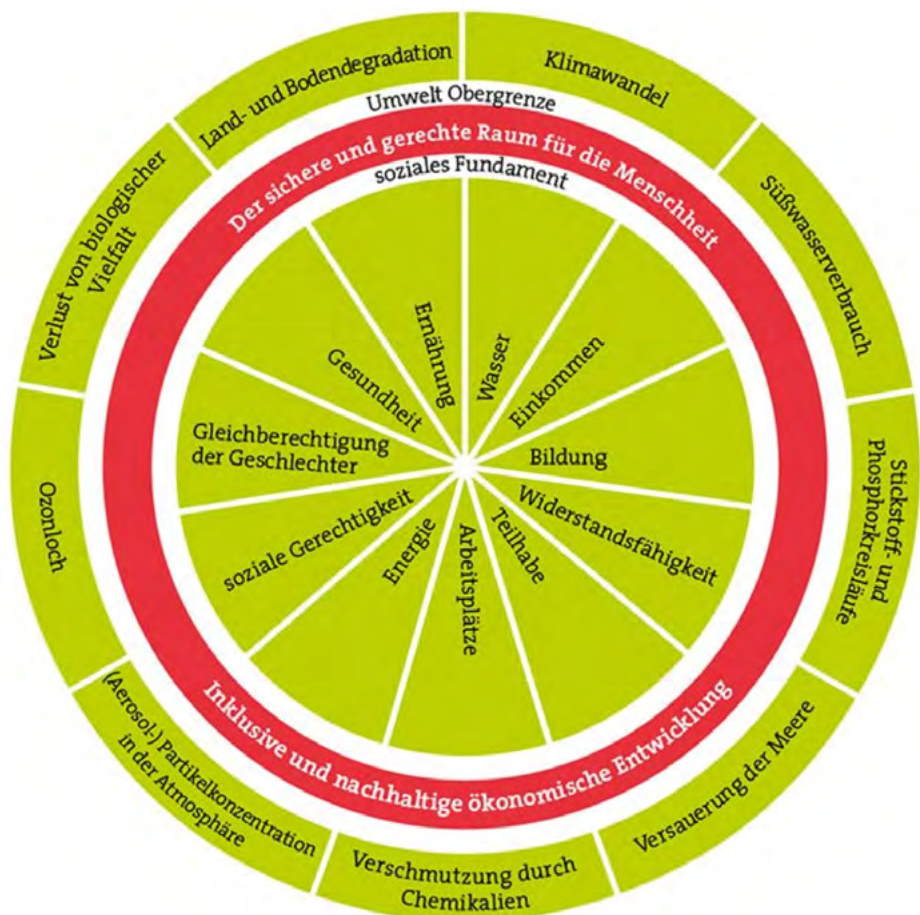 Klimawandel
Süßwasserverbrauch
Stickstoff- und
Phosphorkreisläufe
Versauerung der Meere
Verschmutzung durch
Chemikalien
(Aerosol-) Partikelkonzentration
in der Atmosphäre
Ozonloch
Verlust von biologischer
Vielfalt
Land- und Bodendegradation
Umwelt Obergrenze
Der sichere und gerechte Raum für die Menschheit
soziales Fundament
Wasser
Einkommen
Bildung
Widerstandsfähigkeit
Teilhabe
Arbeitsplätze
Energie
soziale Gerechtigkeit
Gleichberechtigung
der Geschlechter
Gesundheit
Ernährung
Inklusive und nachhaltige ökonomische Entwicklung